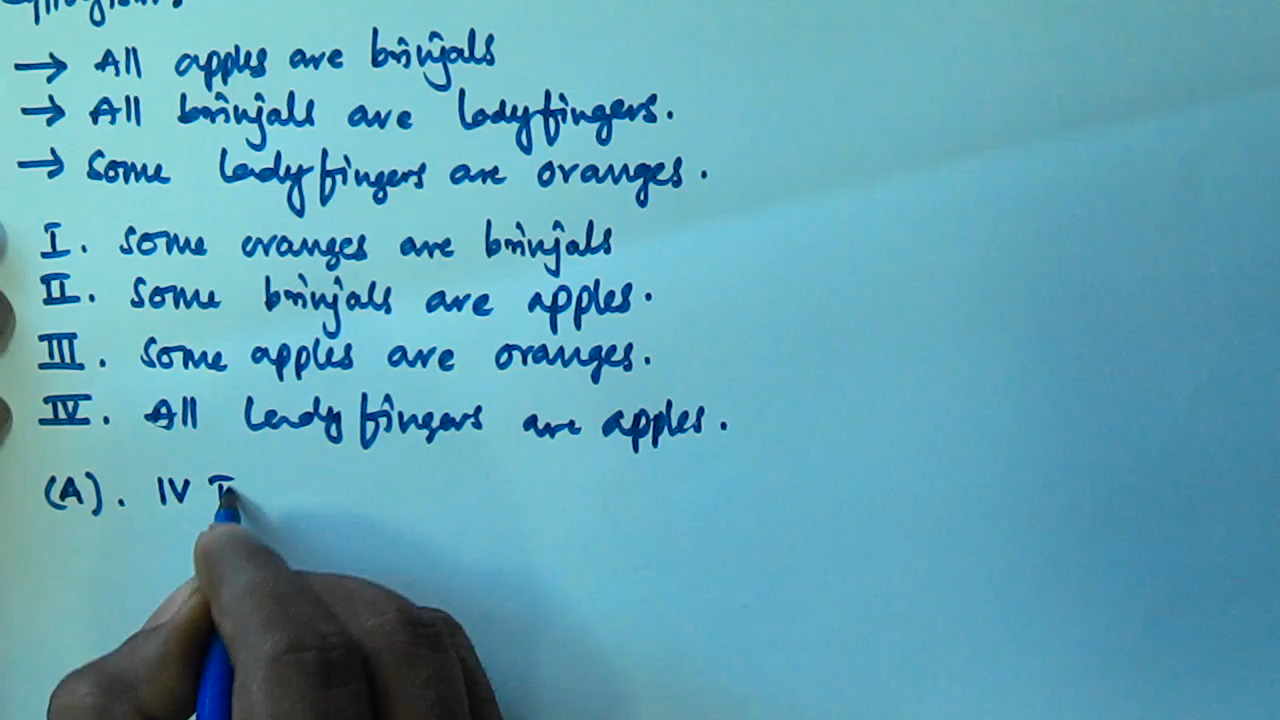 → All apples are brinjals
→ All brinjals are ladyfingers.
→ Some ladyfingers are oranges.
I. Some oranges are brinjals
II. Some brinjals are apples.
III. Some apples are oranges.
IV. All ladyfingers are apples.
(A). IV